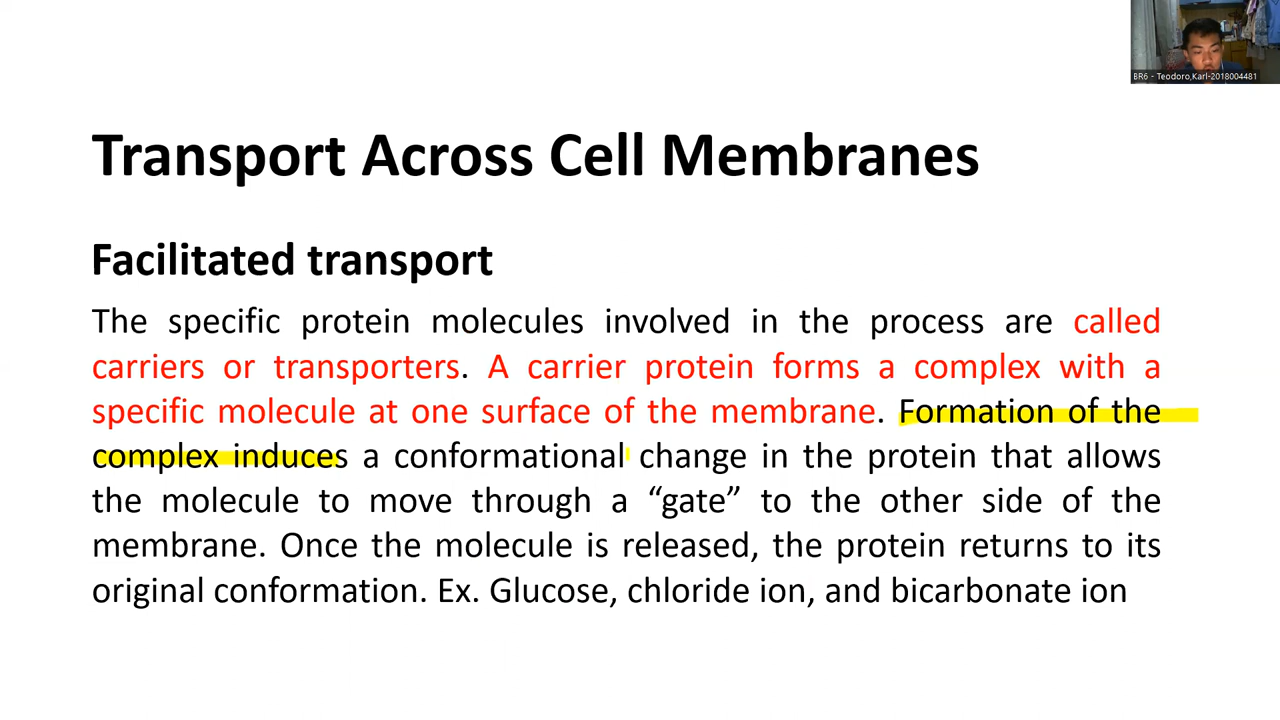 BR6 - Teodoro,Karl-2018004481
Transport Across Cell Membranes
Facilitated transport
The specific protein molecules involved in the process are called
carriers or transporters. A carrier protein forms a complex with a
specific molecule at one surface of the membrane. Formation of the
complex induces a conformational change in the protein that allows
the molecule to move through a “gate” to the other side of the
membrane. Once the molecule is released, the protein returns to its
original conformation. Ex. Glucose, chloride ion, and bicarbonate ion